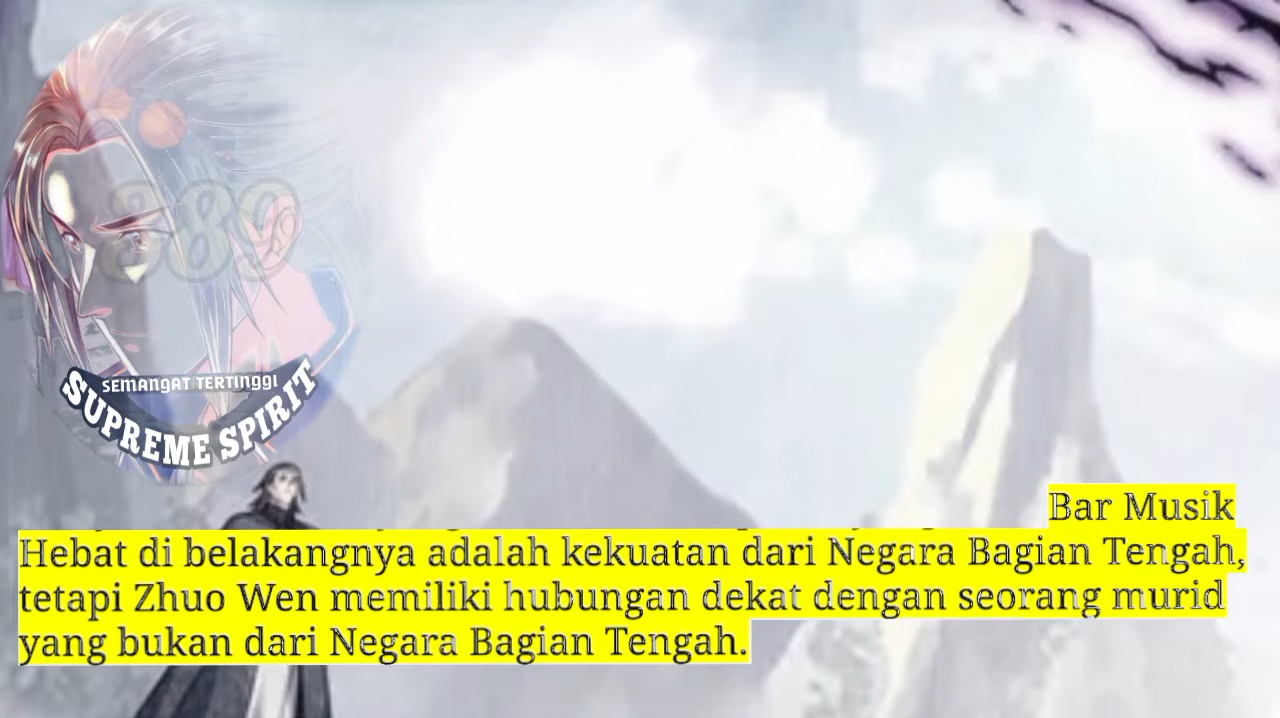 389
SEMANGAT TERTINGGI
SUPREME SPIRIT
Bar Musik
Hebat di belakangnya adalah kekuatan dari Negara Bagian Tengah,
tetapi Zhuo Wen memiliki hubungan dekat dengan seorang murid
yang bukan dari Negara Bagian Tengah.